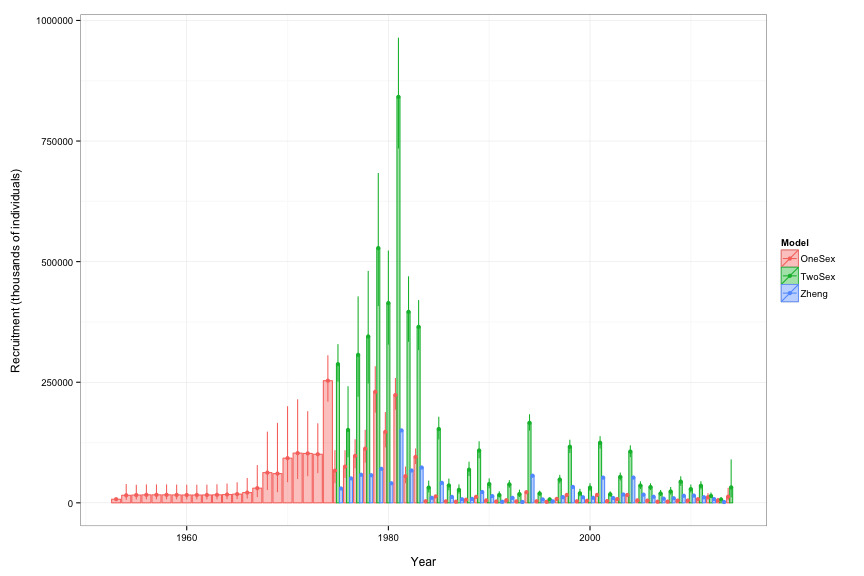 1000000
750000
500000
250000
0
Recruitment (thousands of individuals)
1960
1980
2000
Year
Model
OneSex
TwoSex
Zheng